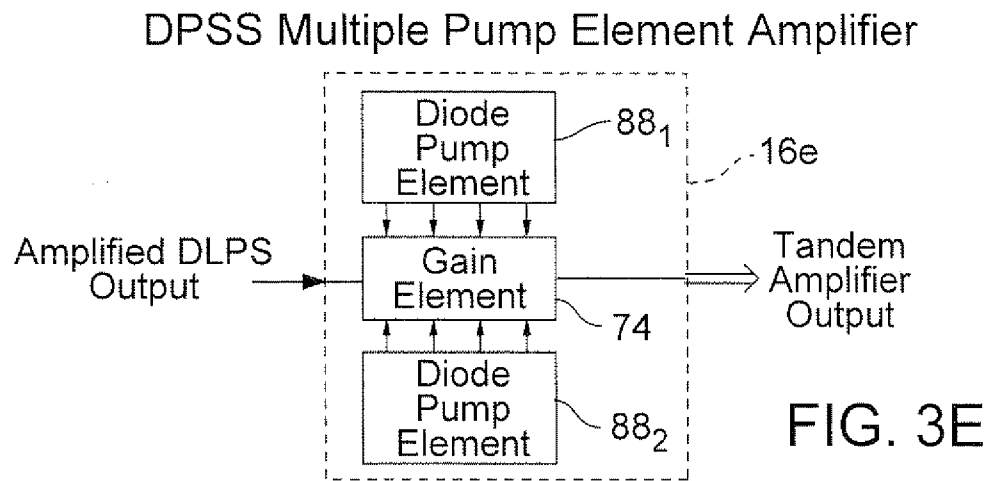 DPSS Multiple Pump Element Amplifier
Diode
Pump
Element
88₁
16e
Amplified DLPS
Output
Gain
Element
74
Tandem
Amplifier
Output
Diode
Pump
Element
88₂
FIG. 3E